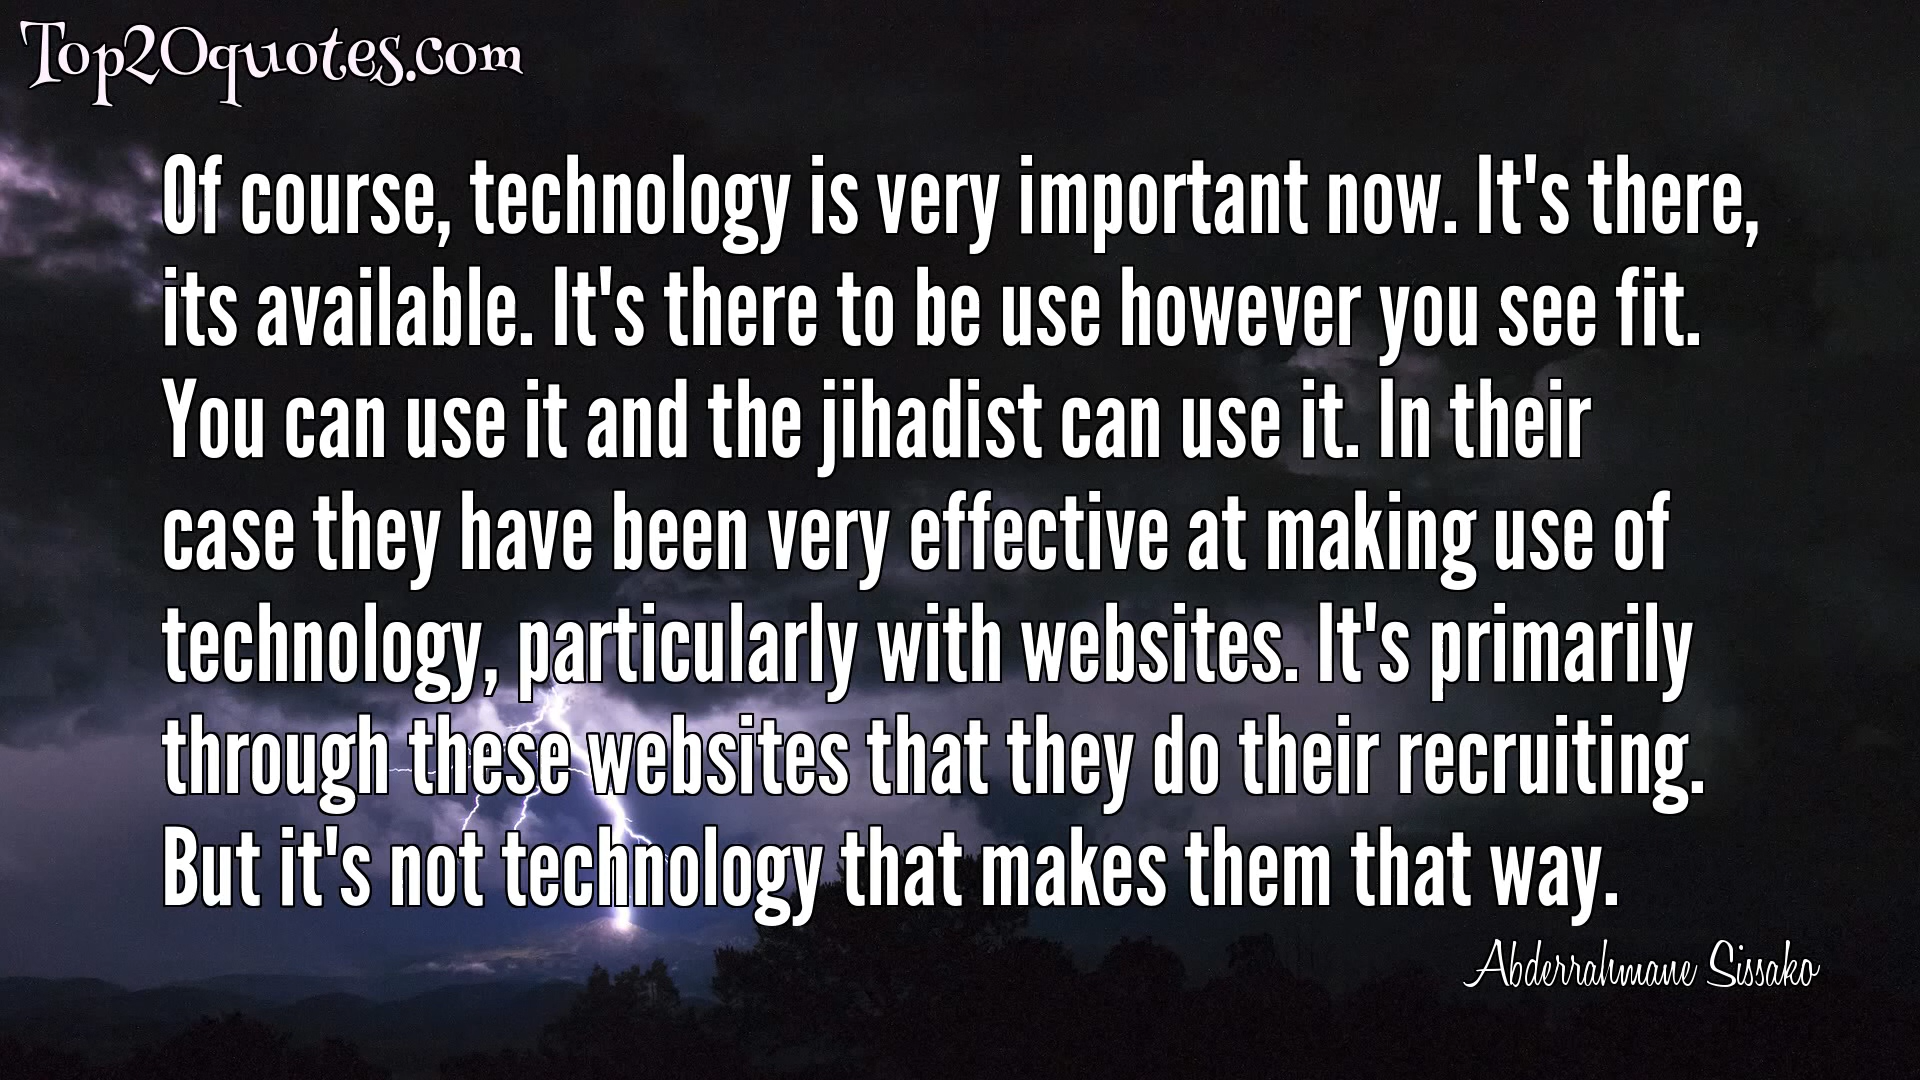 Top20quotes.com
Of course, technology is very important now. It's there,
its available. It's there to be use however you see fit.
You can use it and the jihadist can use it. In their
case they have been very effective at making use of
technology, particularly with websites. It's primarily
through these websites that they do their recruiting.
But it's not technology that makes them that way.
Abderrahmane Sissako